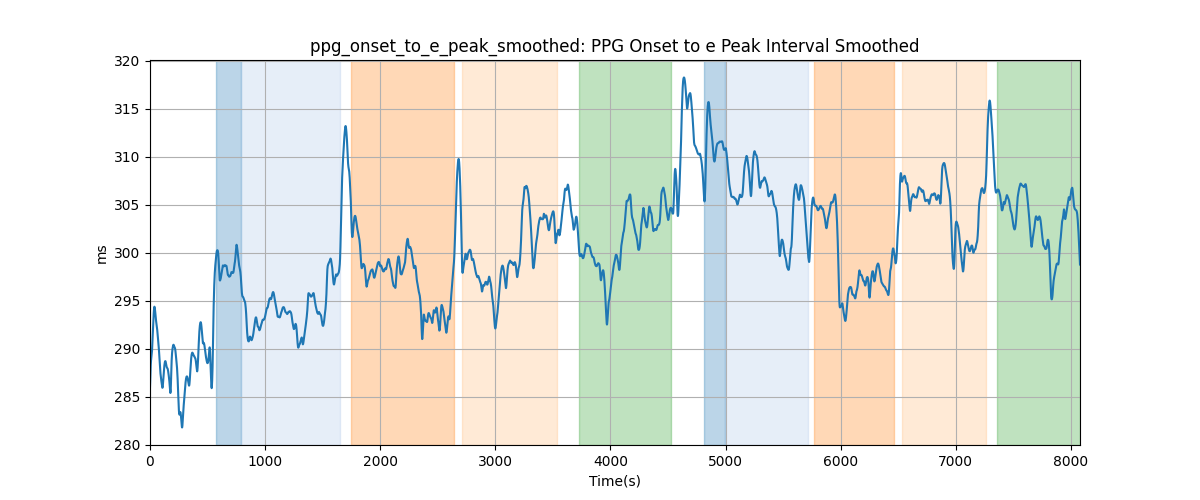 ppg_onset_to_e_peak_smoothed: PPG Onset to e Peak Interval Smoothed
320
315
310
305
300
295
290
285
280
ms
0 1000 2000 3000 4000 5000 6000 7000 8000
Time(s)